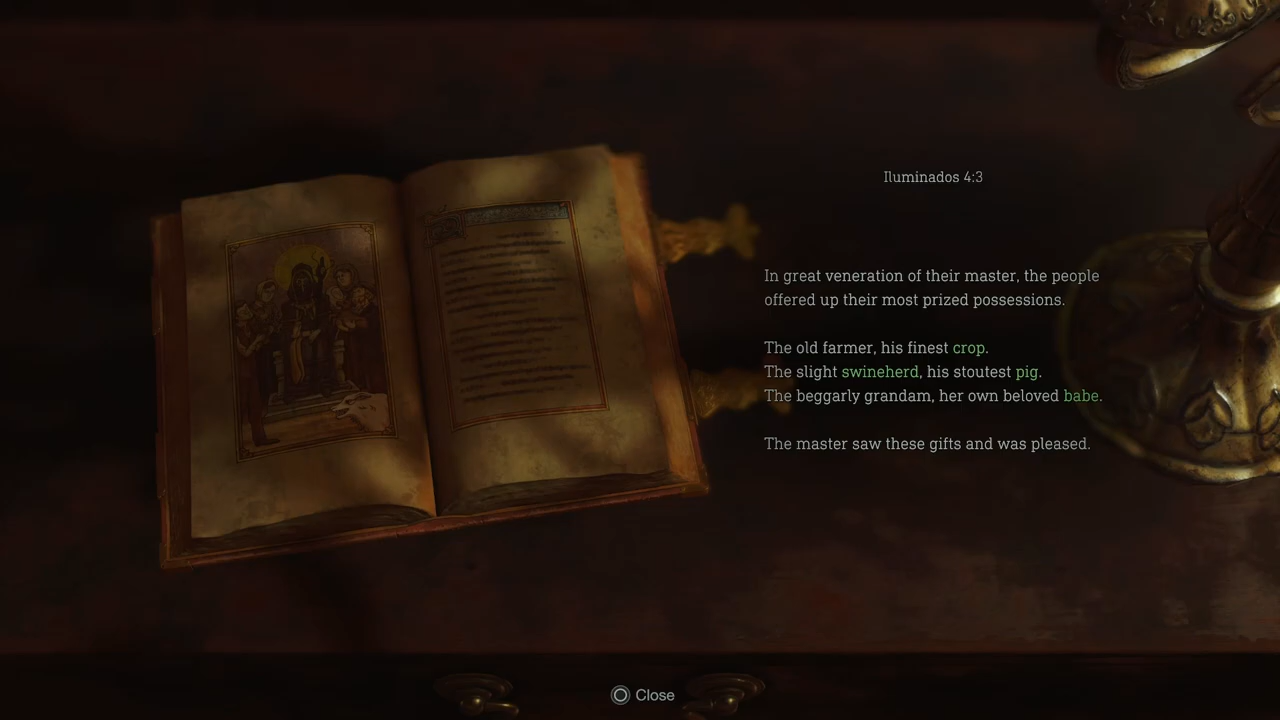 Iluminados 4:3
In great veneration of their master, the people
offered up their most prized possessions.
The old farmer, his finest crop.
The slight swineherd, his stoutest pig.
The beggarly grandam, her own beloved babe.
The master saw these gifts and was pleased.
Close